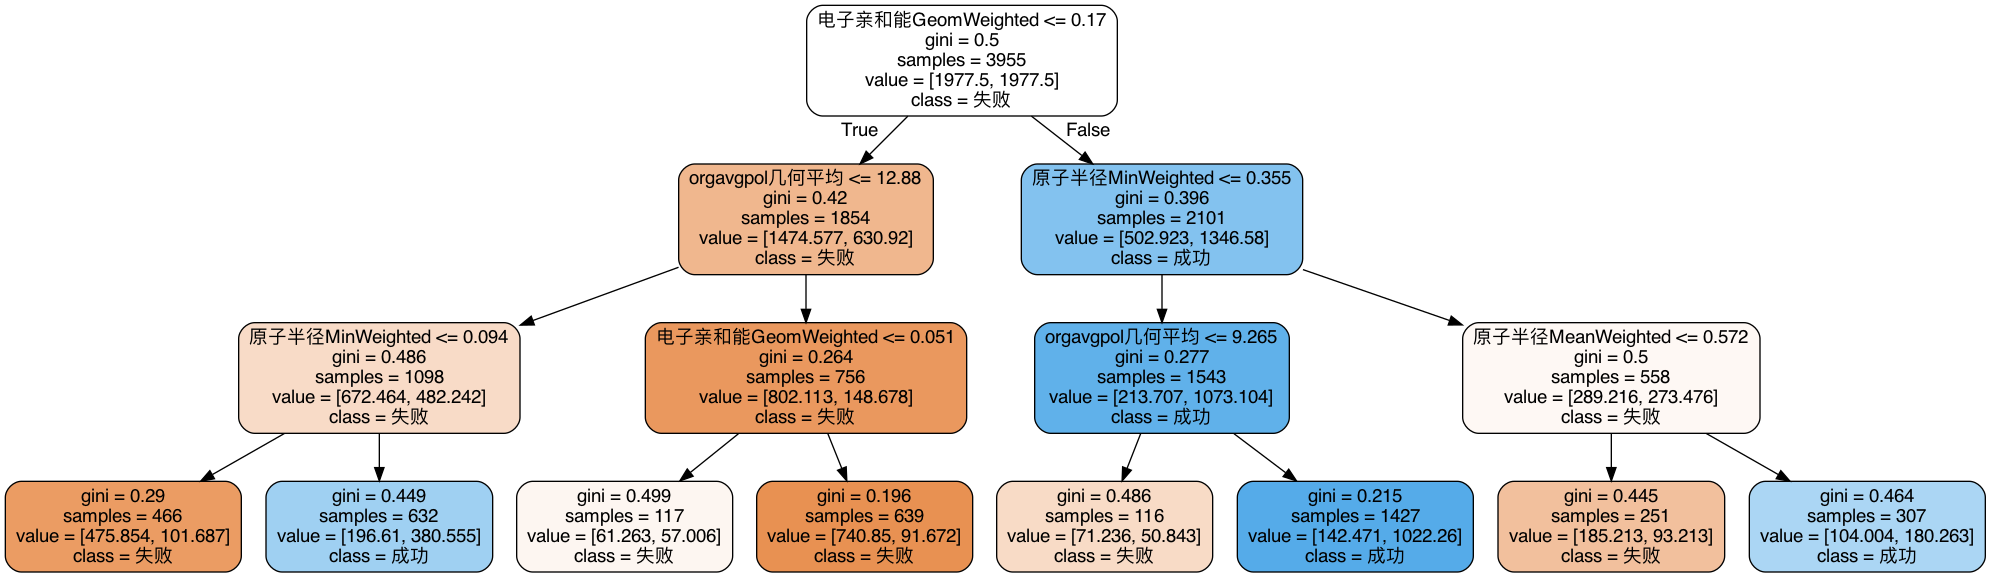 电子亲和能GeomWeighted <= 0.17
gini = 0.5
samples = 3955
value = [1977.5, 1977.5]
class = 失败
True
False
orgavgpol几何平均 <= 12.88
gini = 0.42
samples = 1854
value = [1474.577, 630.92]
class = 失败
原子半径MinWeighted <= 0.355
gini = 0.396
samples = 2101
value = [502.923, 1346.58]
class = 成功
原子半径MinWeighted <= 0.094
gini = 0.486
samples = 1098
value = [672.464, 482.242]
class = 失败
电子亲和能GeomWeighted <= 0.051
gini = 0.264
samples = 756
value = [802.113, 148.678]
class = 失败
orgavgpol几何平均 <= 9.265
gini = 0.277
samples = 1543
value = [213.707, 1073.104]
class = 成功
原子半径MeanWeighted <= 0.572
gini = 0.5
samples = 558
value = [289.216, 273.476]
class = 失败
gini = 0.29
samples = 466
value = [475.854, 101.687]
class = 失败
gini = 0.449
samples = 632
value = [196.61, 380.555]
class = 成功
gini = 0.499
samples = 117
value = [61.263, 57.006]
class = 失败
gini = 0.196
samples = 639
value = [740.85, 91.672]
class = 失败
gini = 0.486
samples = 116
value = [71.236, 50.843]
class = 失败
gini = 0.215
samples = 1427
value = [142.471, 1022.26]
class = 成功
gini = 0.445
samples = 251
value = [185.213, 93.213]
class = 失败
gini = 0.464
samples = 307
value = [104.004, 180.263]
class = 成功